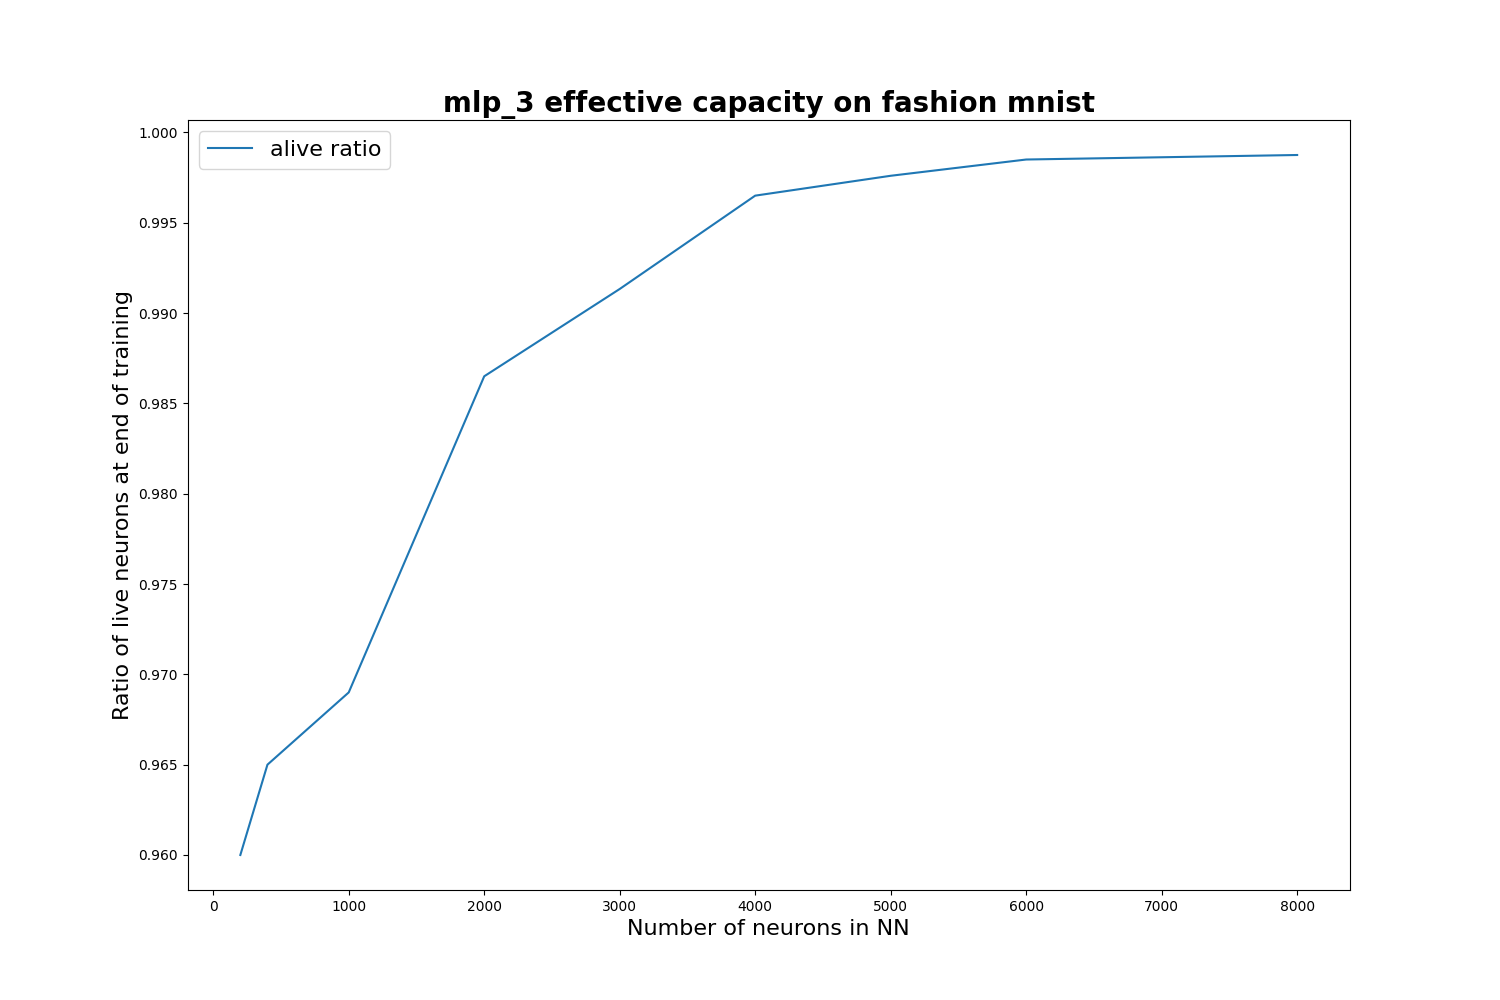 mlp_3 effective capacity on fashion mnist
alive ratio
Ratio of live neurons at end of training
1.000
0.995
0.990
0.985
0.980
0.975
0.970
0.965
0.960
0 1000 2000 3000 4000 5000 6000 7000 8000
Number of neurons in NN